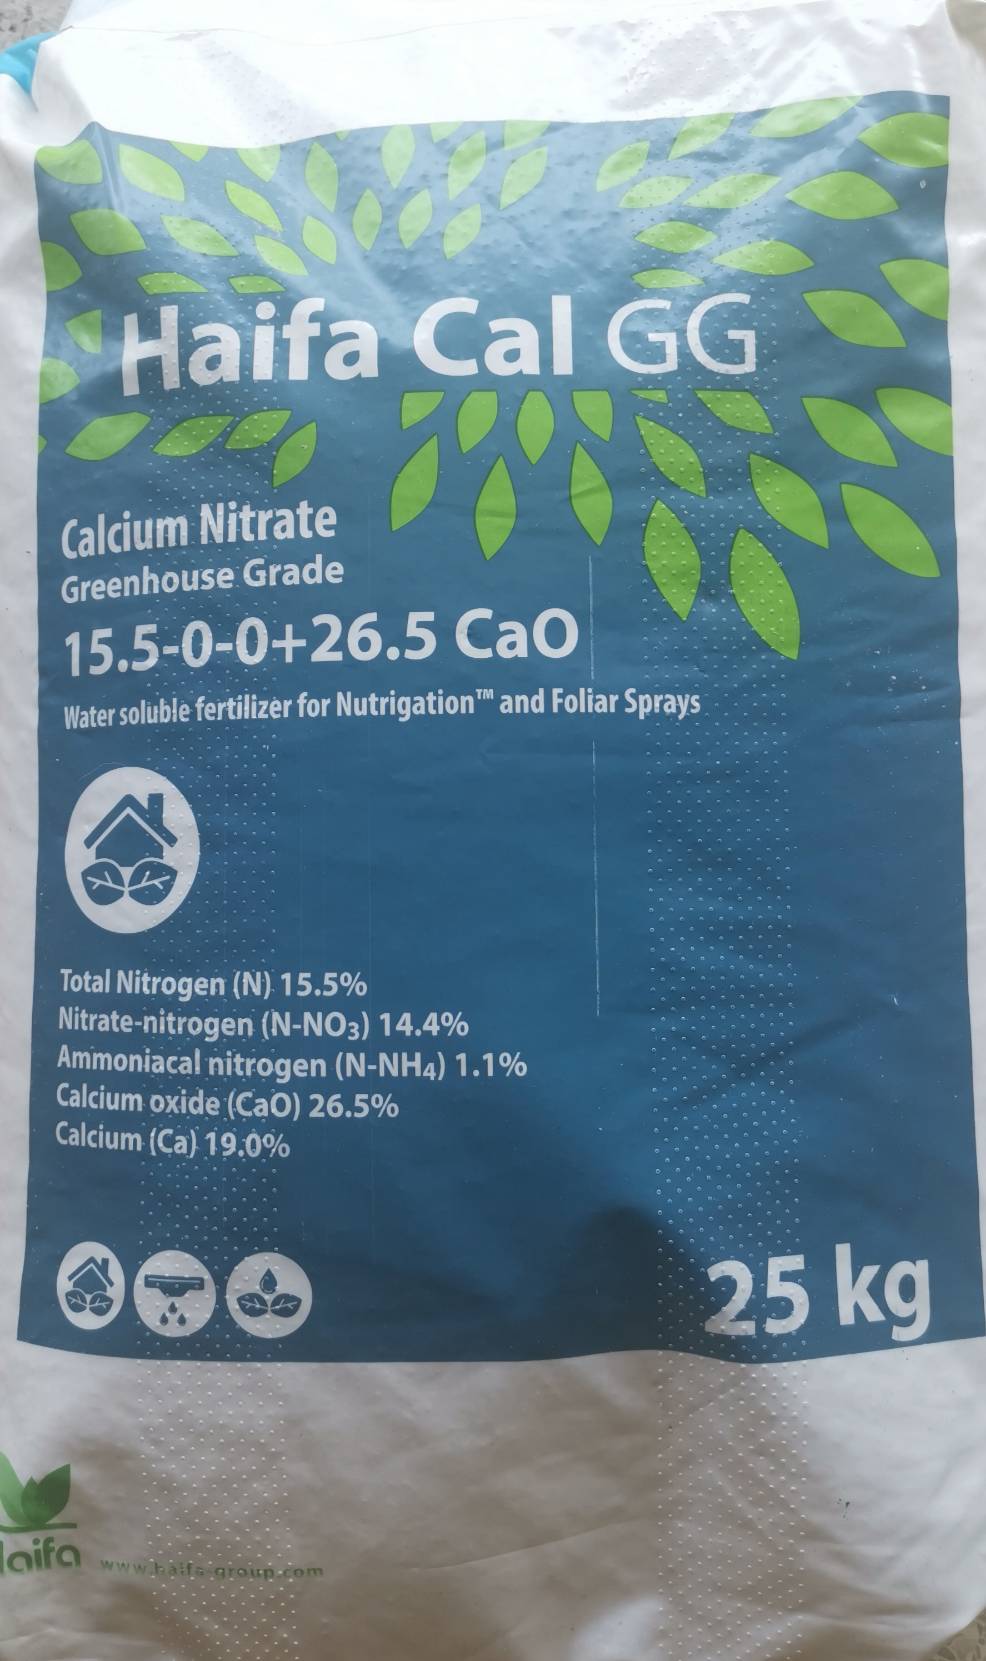 Haifa Cal GG
Calcium Nitrate
Greenhouse Grade
15.5-0-0+26.5 CaO
Water soluble fertilizer for Nutrigation™ and Foliar Sprays
Total Nitrogen (N) 15.5%
Nitrate-nitrogen (N-NO₃) 14.4%
Ammoniacal nitrogen (N-NH₄) 1.1%
Calcium oxide (CaO) 26.5%
Calcium (Ca) 19.0%
25 kg
Haifa
www.haifa-group.com